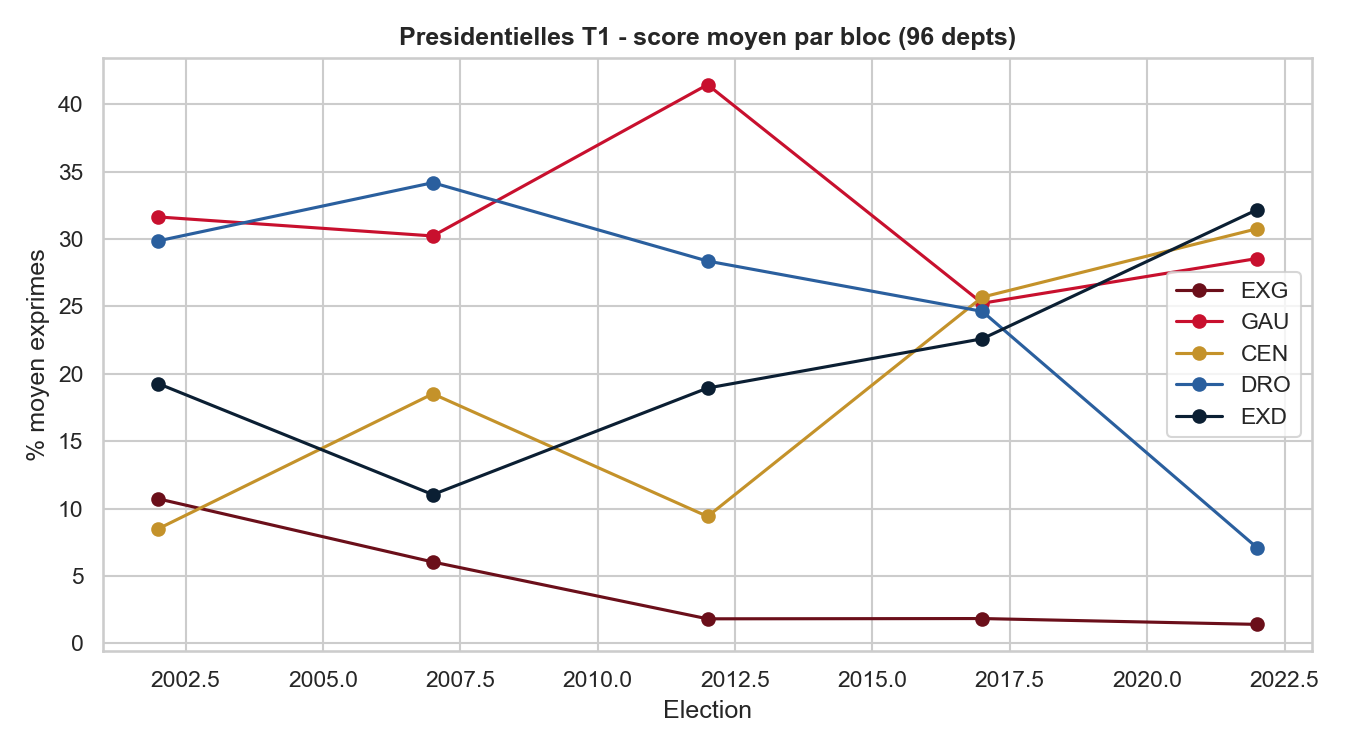 Presidentielles T1 - score moyen par bloc (96 depts)
% moyen exprimes
40
35
30
25
20
15
10
5
0
EXG
GAU
CEN
DRO
EXD
2002.5 2005.0 2007.5 2010.0 2012.5 2015.0 2017.5 2020.0 2022.5
Election